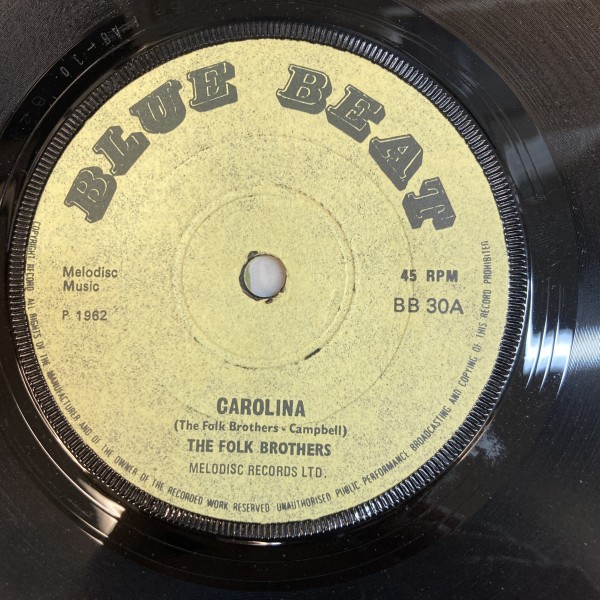 BLUE BEAT
Melodisc
Music
P 1962
45 RPM
BB 30A
CAROLINA
(The Folk Brothers - Campbell)
THE FOLK BROTHERS
MELODISC RECORDS LTD.
COPYRIGHT RECORD ALL RIGHTS OF THE MANUFACTURER AND OF THE OWNER OF THE RECORDED WORK RESERVED UNAUTHORISED PUBLIC PERFORMANCE BROADCASTING AND COPYING OF THIS RECORD PROHIBITED